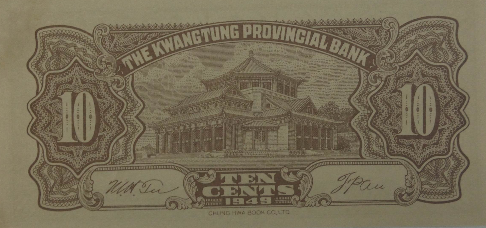 THE KWANGTUNG PROVINCIAL BANK
10
10
TEN
CENTS
1949
CHUNG HWA BOOK CO., LTD.